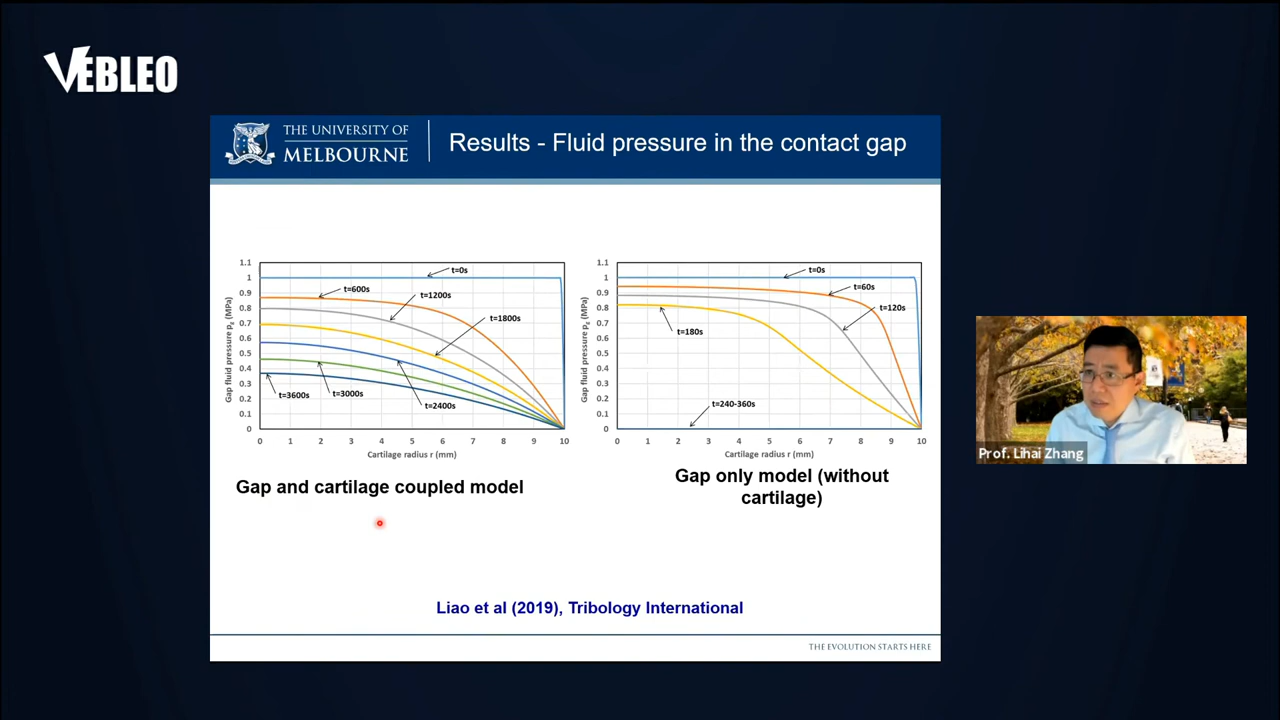 VEBLEO
THE UNIVERSITY OF
MELBOURNE
Results - Fluid pressure in the contact gap
Gap fluid pressure pg (MPa)
1.1
1
0.9
0.8
0.7
0.6
0.5
0.4
0.3
0.2
0.1
0
t=0s
t=600s
t=1200s
t=1800s
t=3600s
t=3000s
t=2400s
0 1 2 3 4 5 6 7 8 9 10
Cartilage radius r (mm)
Gap and cartilage coupled model
Gap fluid pressure pg (MPa)
1.1
1
0.9
0.8
0.7
0.6
0.5
0.4
0.3
0.2
0.1
0
t=0s
t=60s
t=120s
t=180s
t=240-360s
0 1 2 3 4 5 6 7 8 9 10
Cartilage radius r (mm)
Gap only model (without
cartilage)
Liao et al (2019), Tribology International
THE EVOLUTION STARTS HERE
Prof. Lihai Zhang